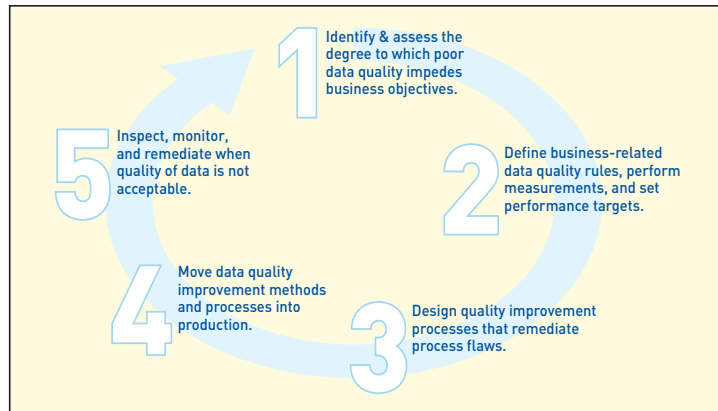 1
Identify & assess the
degree to which poor
data quality impedes
business objectives.
2
Define business-related
data quality rules, perform
measurements, and set
performance targets.
3
Design quality improvement
processes that remediate
process flaws.
4
Move data quality
improvement methods
and processes into
production.
5
Inspect, monitor,
and remediate when
quality of data is not
acceptable.